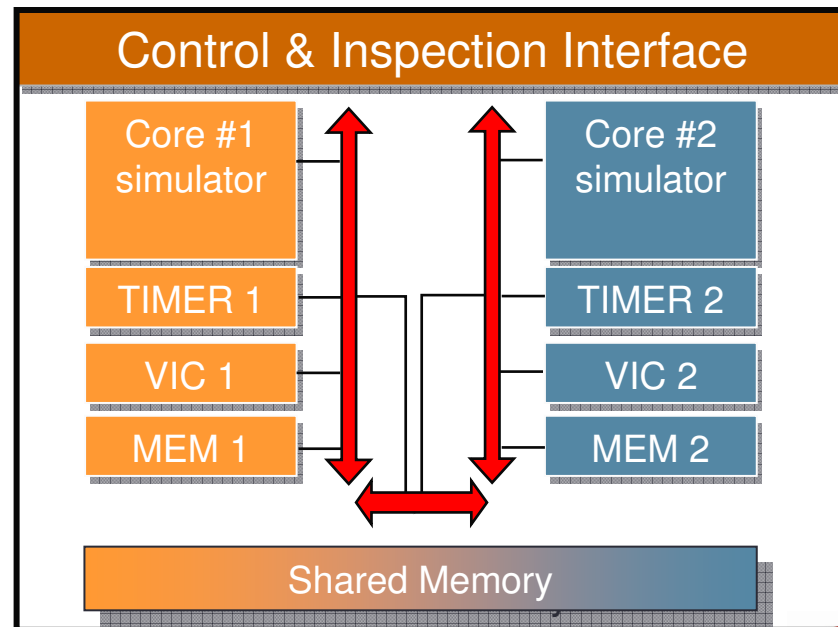 Control & Inspection Interface
Core #1
simulator
TIMER 1
VIC 1
MEM 1
Core #2
simulator
TIMER 2
VIC 2
MEM 2
Shared Memory